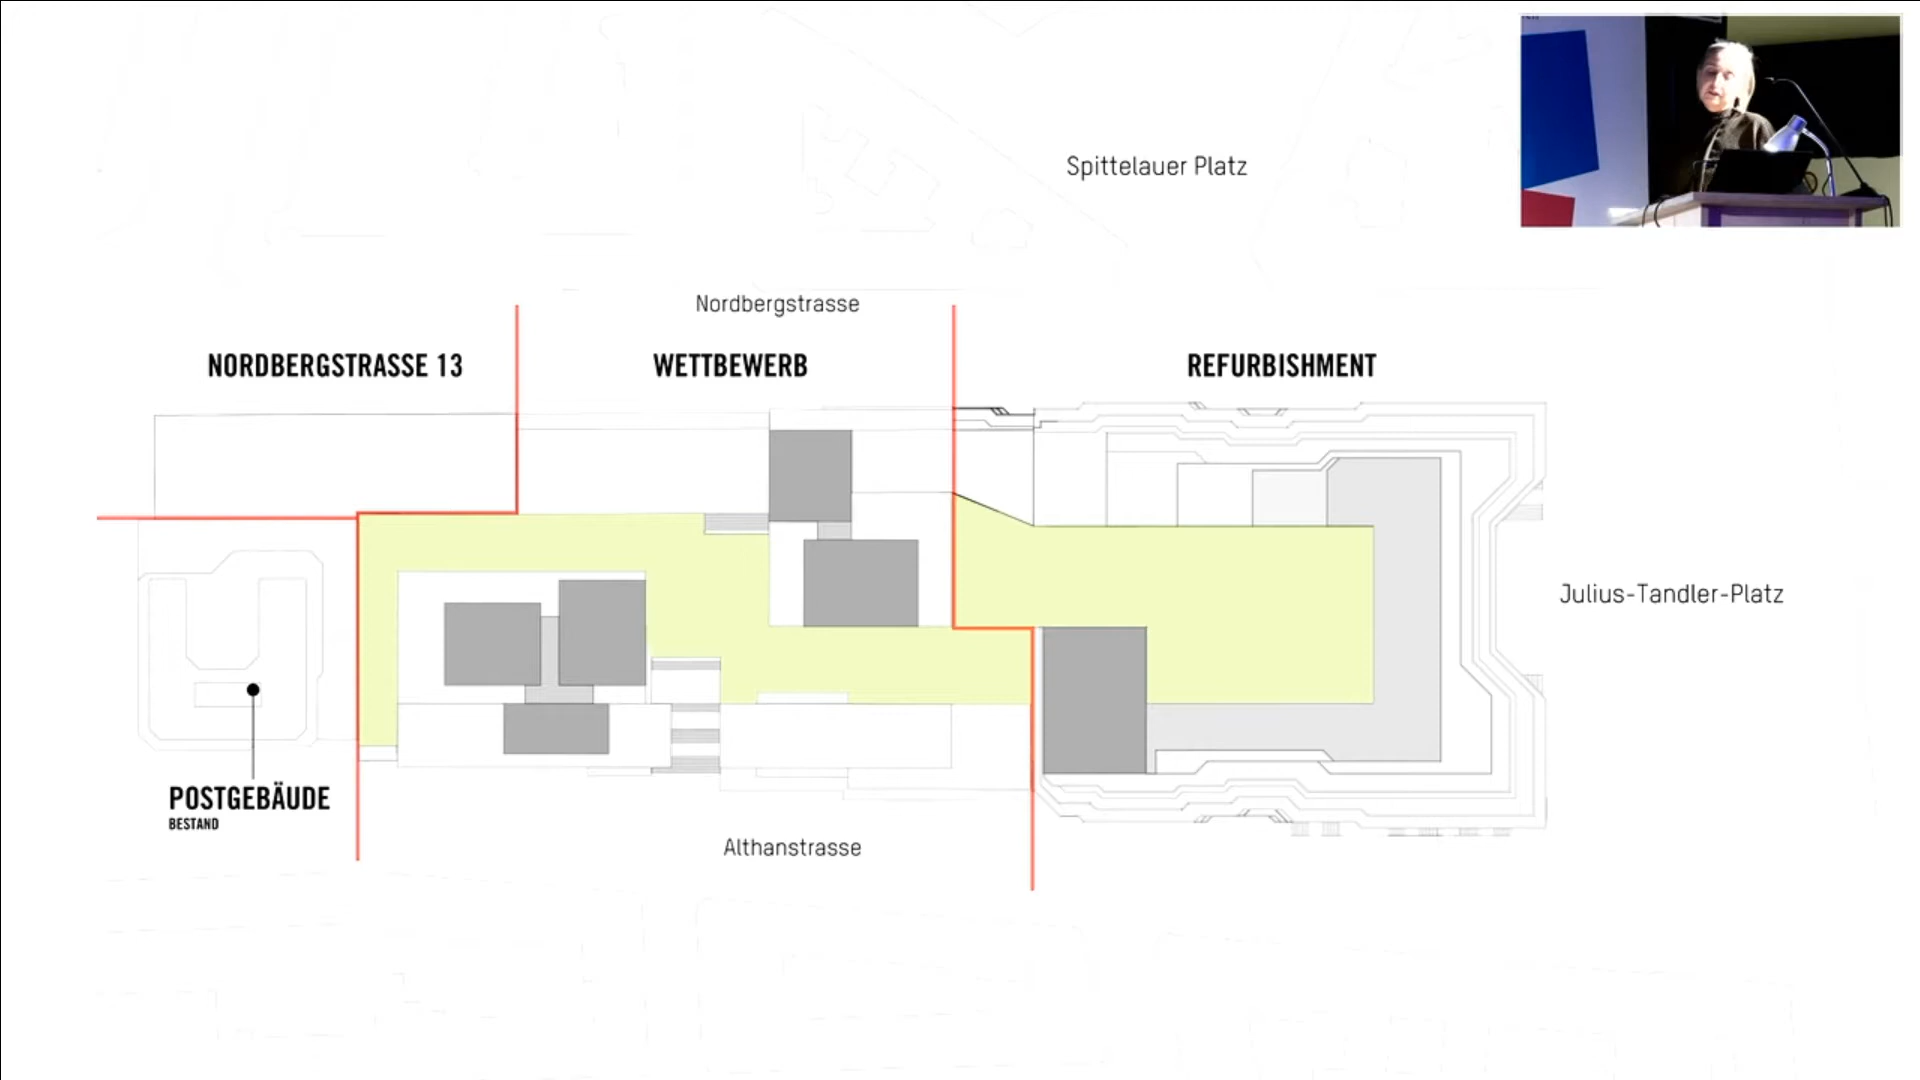 Spittelauer Platz
Nordbergstrasse
NORDBERGSTRASSE 13
WETTBEWERB
REFURBISHMENT
Julius-Tandler-Platz
POSTGEBÄUDE
BESTAND
Althanstrasse